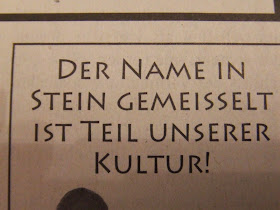 Der Name in
Stein gemeisselt
ist Teil unserer
Kultur!